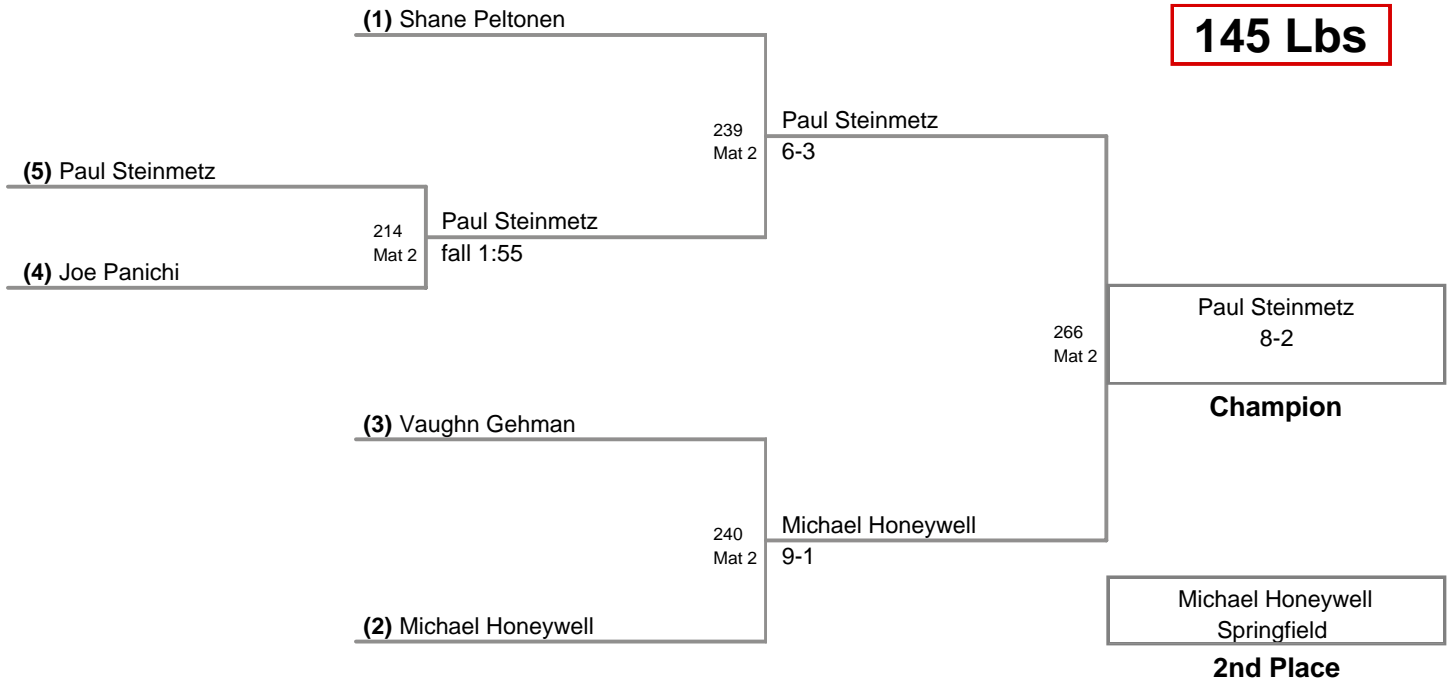 (1) Shane Peltonen
145 Lbs
239
Mat 2
Paul Steinmetz
6-3
(5) Paul Steinmetz
214
Mat 2
Paul Steinmetz
fall 1:55
(4) Joe Panichi
266
Mat 2
Paul Steinmetz
8-2
Champion
(3) Vaughn Gehman
240
Mat 2
Michael Honeywell
9-1
(2) Michael Honeywell
Michael Honeywell
Springfield
2nd Place